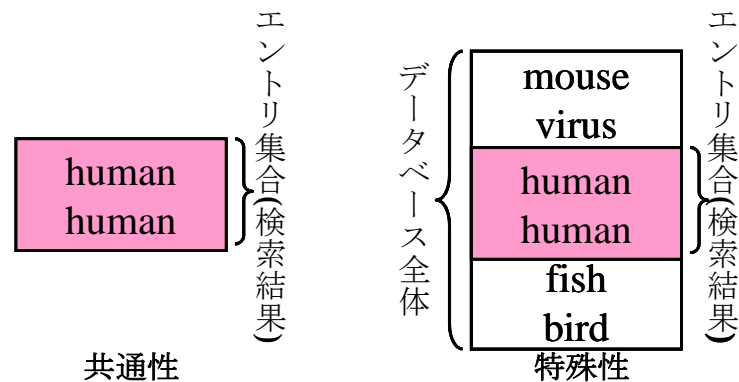 human
human
エントリ集合(検索結果)
共通性
データベース全体
mouse
virus
human
human
fish
bird
エントリ集合(検索結果)
特殊性